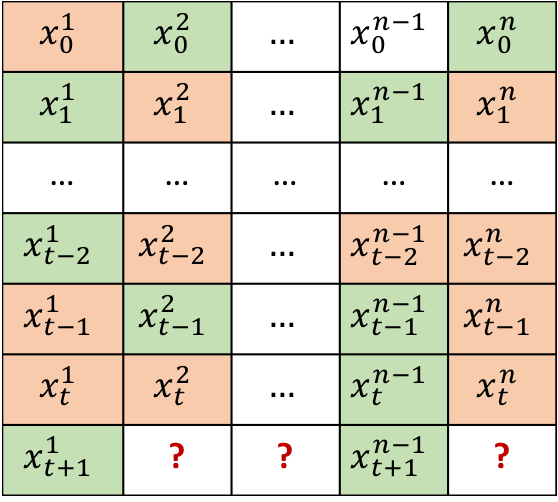 x_0^1 x_0^2 ... x_0^{n-1} x_0^n
x_1^1 x_1^2 ... x_1^{n-1} x_1^n
... ... ... ... ...
x_{t-2}^1 x_{t-2}^2 ... x_{t-2}^{n-1} x_{t-2}^n
x_{t-1}^1 x_{t-1}^2 ... x_{t-1}^{n-1} x_{t-1}^n
x_t^1 x_t^2 ... x_t^{n-1} x_t^n
x_{t+1}^1 ? ? x_{t+1}^{n-1} ?